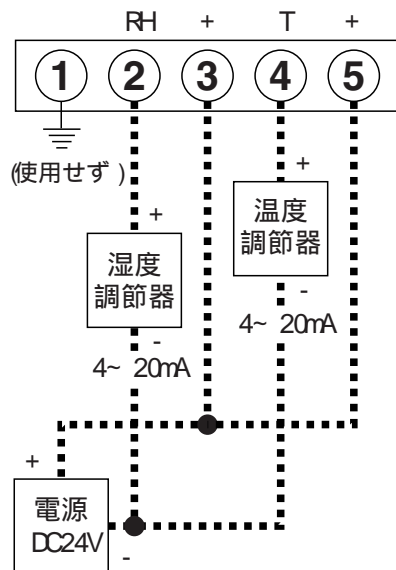 RH + T +
1 2 3 4 5
(使用せず)
+
温度
調節器
-
4~ 20mA
+
湿度
調節器
-
4~ 20mA
+
電源
DC24V
-